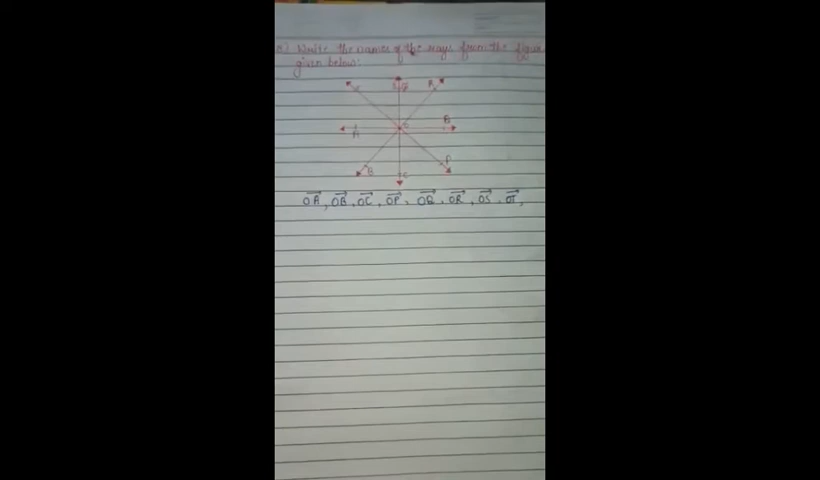 Write the names of the rays from the figure
given below:
R
A
B
P
C
OA, OB, OC, OP, OQ, OR, OS, OT,